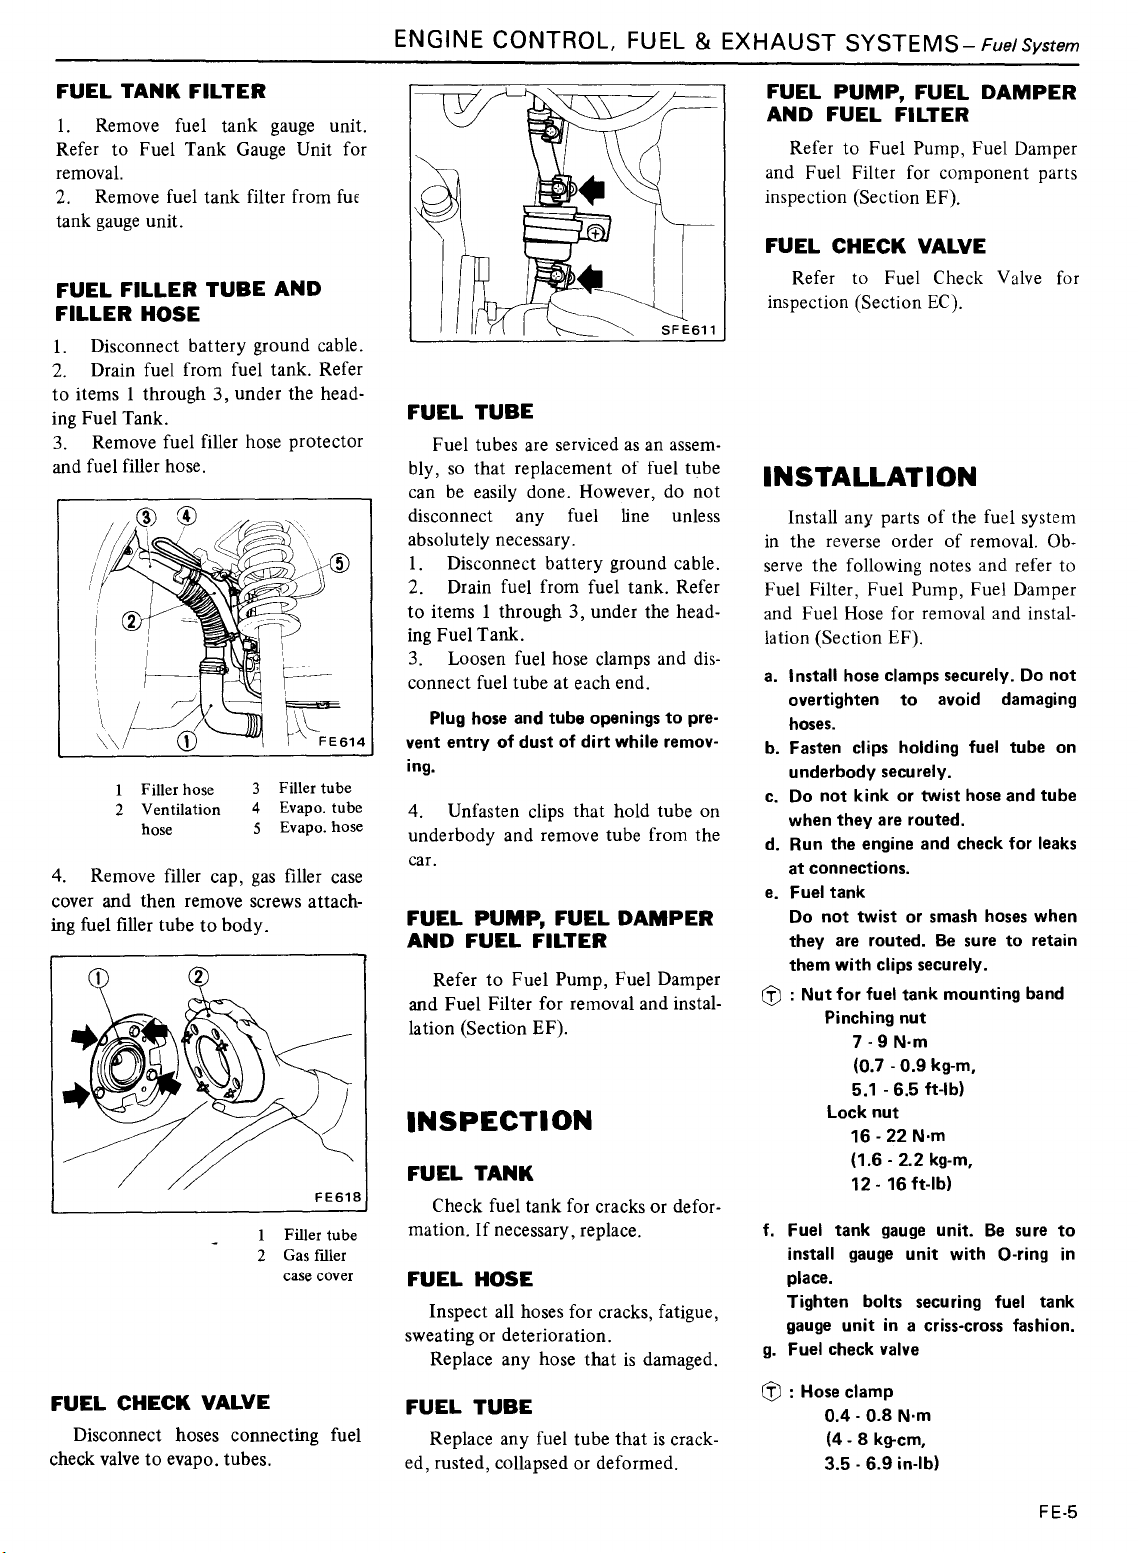 ENGINE CONTROL, FUEL & EXHAUST SYSTEMS– Fuel System
FUEL TANK FILTER
1. Remove fuel tank gauge unit.
Refer to Fuel Tank Gauge Unit for
removal.
2. Remove fuel tank filter from
tank gauge unit.
FUEL FILLER TUBE AND
FILLER HOSE
1. Disconnect battery ground cable.
2. Drain fuel from fuel tank. Refer
to items 1 through 3, under the head-
ing Fuel Tank.
3. Remove fuel filler hose protector
and fuel filler hose.
3 4
5
2
1
FE614
1 Filler hose 3 Filler tube
2 Ventilation 4 Evapo. tube
hose 5 Evapo. hose
4. Remove filler cap, gas filler case
cover and then remove screws attach-
ing fuel filler tube to body.
1 2
FE618
1 Filler tube
2 Gas filler
case cover
FUEL CHECK VALVE
Disconnect hoses connecting fuel
check valve to evapo. tubes.
SFE611
FUEL TUBE
Fuel tubes are serviced as an assem-
bly, so that replacement of fuel tube
can be easily done. However, do not
disconnect any fuel line unless
absolutely necessary.
1. Disconnect battery ground cable.
2. Drain fuel from fuel tank. Refer
to items 1 through 3, under the head-
ing Fuel Tank.
3. Loosen fuel hose clamps and dis-
connect fuel tube at each end.
Plug hose and tube openings to pre-
vent entry of dust of dirt while remov-
ing.
4. Unfasten clips that hold tube on
underbody and remove tube from the
car.
FUEL PUMP, FUEL DAMPER
AND FUEL FILTER
Refer to Fuel Pump, Fuel Damper
and Fuel Filter for removal and instal-
lation (Section EF).
INSPECTION
FUEL TANK
Check fuel tank for cracks or defor-
mation. If necessary, replace.
FUEL HOSE
Inspect all hoses for cracks, fatigue,
sweating or deterioration.
Replace any hose that is damaged.
FUEL TUBE
Replace any fuel tube that is crack-
ed, rusted, collapsed or deformed.
FUEL PUMP, FUEL DAMPER
AND FUEL FILTER
Refer to Fuel Pump, Fuel Damper
and Fuel Filter for component parts
inspection (Section EF).
FUEL CHECK VALVE
Refer to Fuel Check Valve for
inspection (Section EC).
INSTALLATION
Install any parts of the fuel system
in the reverse order of removal. Ob-
serve the following notes and refer to
Fuel Filter, Fuel Pump, Fuel Damper
and Fuel Hose for removal and instal-
lation (Section EF).
a. Install hose clamps securely. Do not
overtighten to avoid damaging
hoses.
b. Fasten clips holding fuel tube on
underbody securely.
c. Do not kink or twist hose and tube
when they are routed.
d. Run the engine and check for leaks
at connections.
e. Fuel tank
Do not twist or smash hoses when
they are routed. Be sure to retain
them with clips securely.
T : Nut for fuel tank mounting band
Pinching nut
7 - 9 N·m
(0.7 - 0.9 kg-m,
5.1 - 6.5 ft-lb)
Lock nut
16 - 22 N·m
(1.6 - 2.2 kg-m,
12 - 16 ft-lb)
f. Fuel tank gauge unit. Be sure to
install gauge unit with O-ring in
place.
Tighten bolts securing fuel tank
gauge unit in a criss-cross fashion.
g. Fuel check valve
T : Hose clamp
0.4 - 0.8 N·m
(4 - 8 kg-cm,
3.5 - 6.9 in-lb)
FE-5